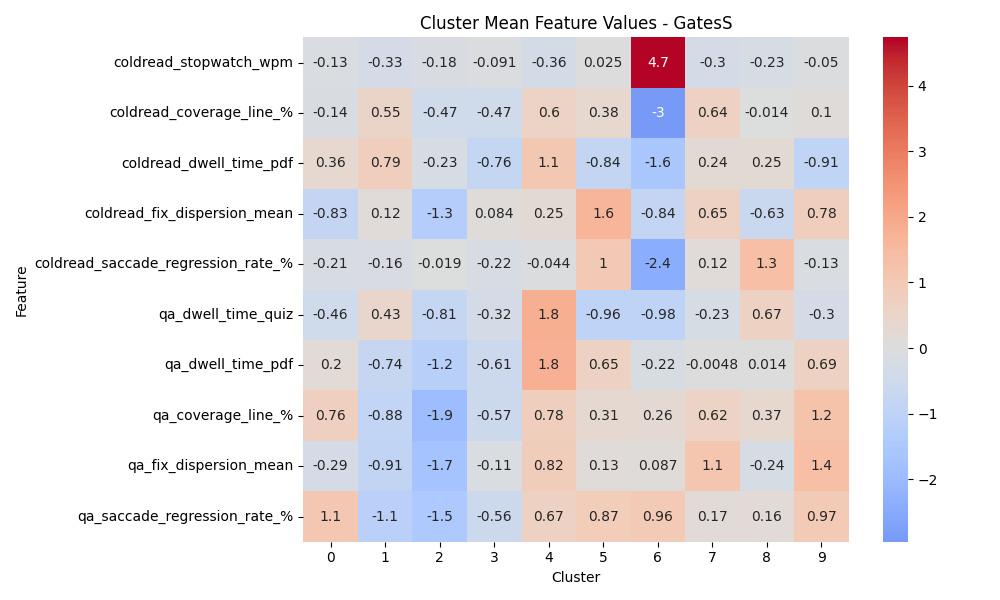 Cluster Mean Feature Values - GatesS
coldread_stopwatch_wpm -0.13 -0.33 -0.18 -0.091 -0.36 0.025 4.7 -0.3 -0.23 -0.05
coldread_coverage_line_% -0.14 0.55 -0.47 -0.47 0.6 0.38 -3 0.64 -0.014 0.1
coldread_dwell_time_pdf 0.36 0.79 -0.23 -0.76 1.1 -0.84 -1.6 0.24 0.25 -0.91
coldread_fix_dispersion_mean -0.83 0.12 -1.3 0.084 0.25 1.6 -0.84 0.65 -0.63 0.78
coldread_saccade_regression_rate_% -0.21 -0.16 -0.019 -0.22 -0.044 1 -2.4 0.12 1.3 -0.13
qa_dwell_time_quiz -0.46 0.43 -0.81 -0.32 1.8 -0.96 -0.98 -0.23 0.67 -0.3
qa_dwell_time_pdf 0.2 -0.74 -1.2 -0.61 1.8 0.65 -0.22 -0.0048 0.014 0.69
qa_coverage_line_% 0.76 -0.88 -1.9 -0.57 0.78 0.31 0.26 0.62 0.37 1.2
qa_fix_dispersion_mean -0.29 -0.91 -1.7 -0.11 0.82 0.13 0.087 1.1 -0.24 1.4
qa_saccade_regression_rate_% 1.1 -1.1 -1.5 -0.56 0.67 0.87 0.96 0.17 0.16 0.97
0 1 2 3 4 5 6 7 8 9
Cluster
Feature
4
3
2
1
0
−1
−2